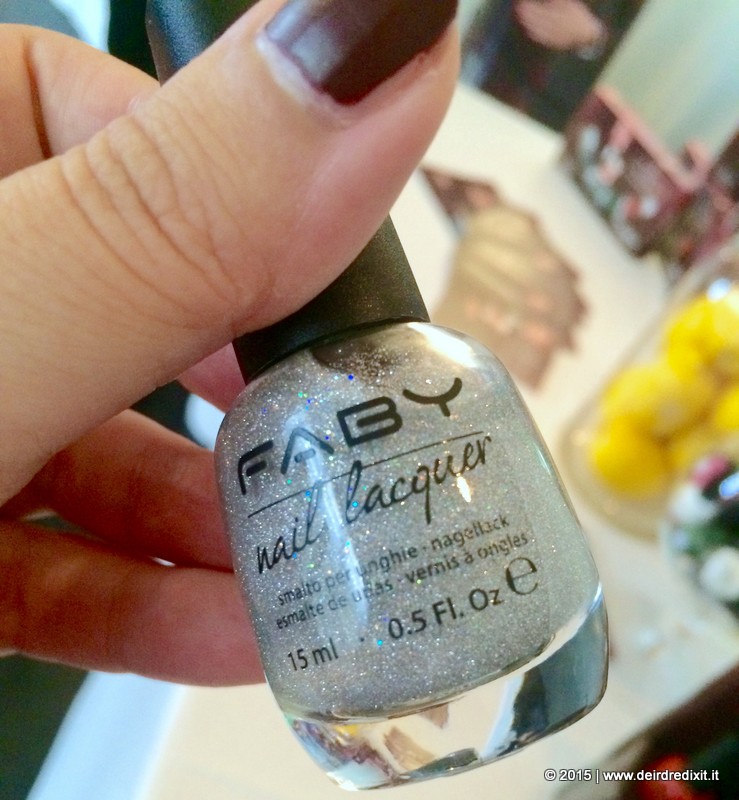 FABY
nail lacquer
smalto per unghie · nagellack
esmalte de uñas · vernis à ongles
15 ml · 0.5 Fl. Oz ℮
© 2015 | www.deirdredixit.it